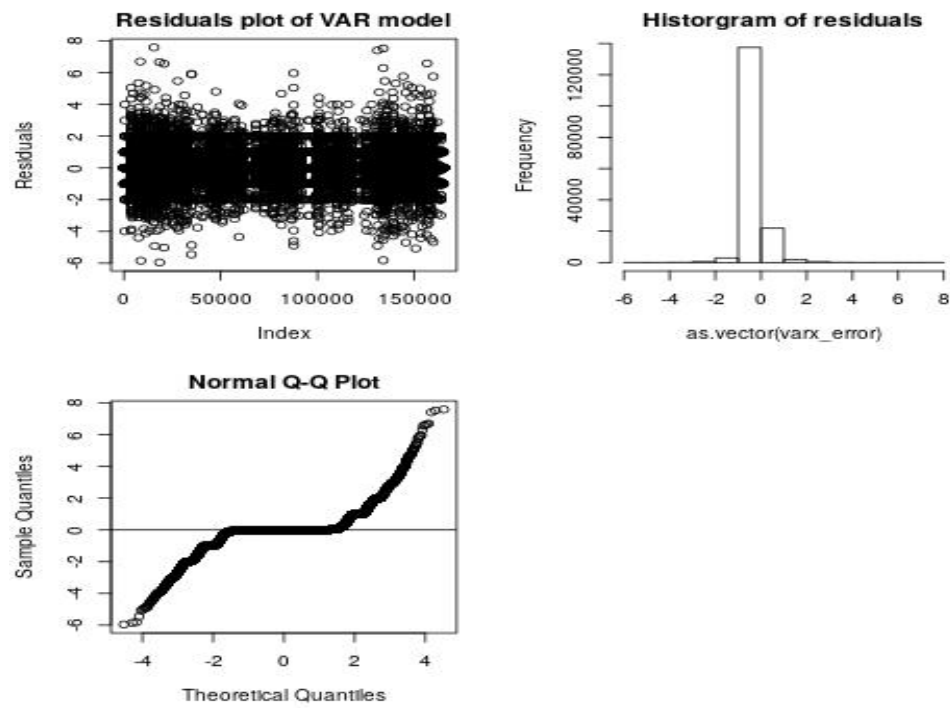 Residuals plot of VAR model
Residuals
8
6
4
2
0
-2
-4
-6
0 50000 100000 150000
Index
Historgram of residuals
Frequency
120000
80000
40000
0
-6 -4 -2 0 2 4 6 8
as.vector(varx_error)
Normal Q-Q Plot
Sample Quantiles
8
6
4
2
0
-2
-4
-6
-4 -2 0 2 4
Theoretical Quantiles